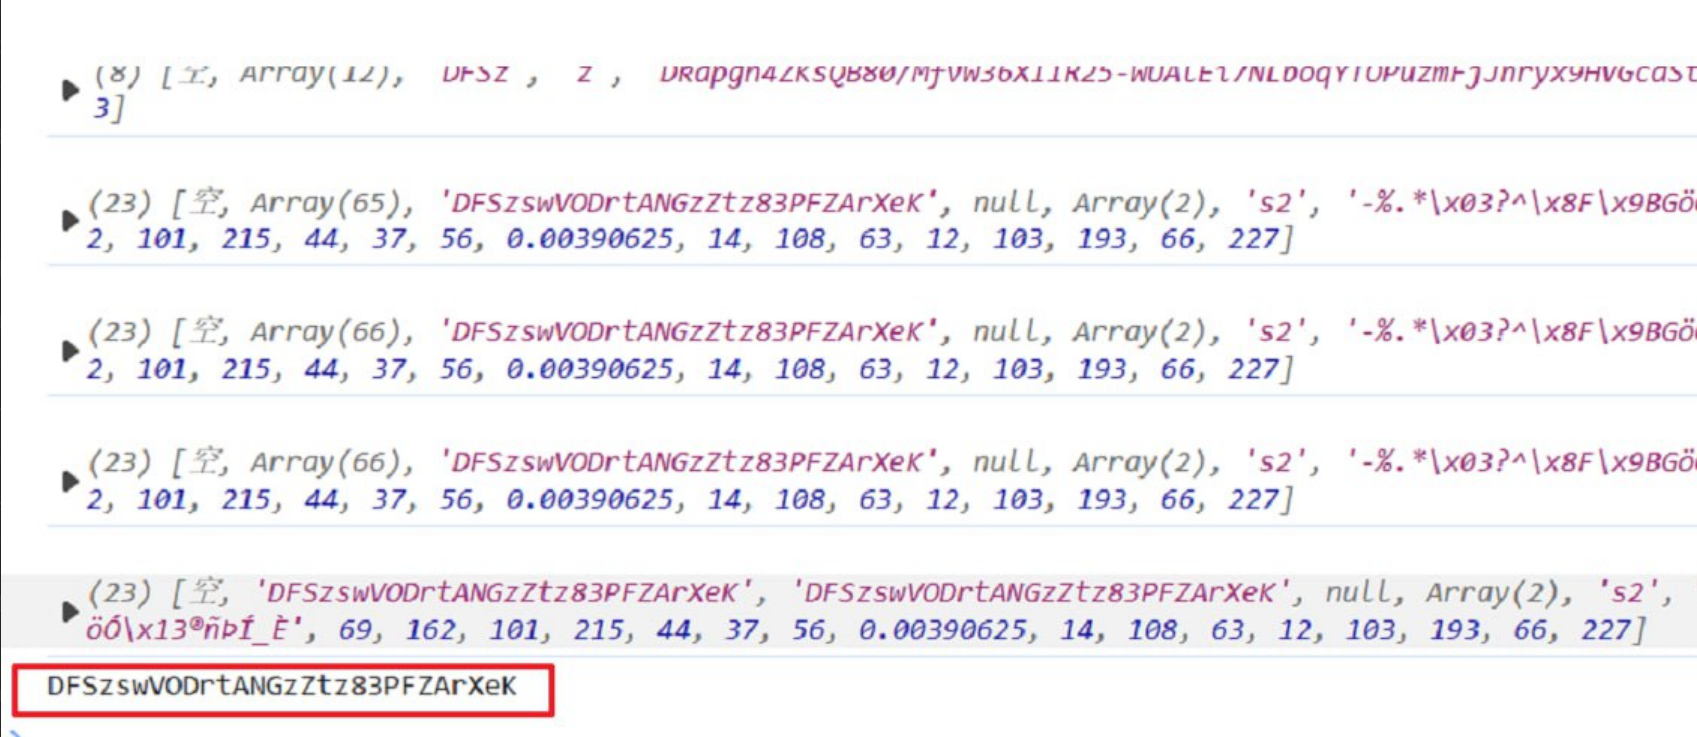 (8) [空, Array(12), 'DFSz', 'z',
3]
(23) [空, Array(65), 'DFSzswVODrtANGzZtz83PFZArXeK', null, Array(2), 's2', '-%.*\x03?^\x8F\x9BGö
2, 101, 215, 44, 37, 56, 0.00390625, 14, 108, 63, 12, 103, 193, 66, 227]
(23) [空, Array(66), 'DFSzswVODrtANGzZtz83PFZArXeK', null, Array(2), 's2', '-%.*\x03?^\x8F\x9BGö
2, 101, 215, 44, 37, 56, 0.00390625, 14, 108, 63, 12, 103, 193, 66, 227]
(23) [空, Array(66), 'DFSzswVODrtANGzZtz83PFZArXeK', null, Array(2), 's2', '-%.*\x03?^\x8F\x9BGö
2, 101, 215, 44, 37, 56, 0.00390625, 14, 108, 63, 12, 103, 193, 66, 227]
(23) [空, 'DFSzswVODrtANGzZtz83PFZArXeK', 'DFSzswVODrtANGzZtz83PFZArXeK', null, Array(2), 's2',
öÓ\x13®ñÞÍ_È', 69, 162, 101, 215, 44, 37, 56, 0.00390625, 14, 108, 63, 12, 103, 193, 66, 227]
DFSzswVODrtANGzZtz83PFZArXeK